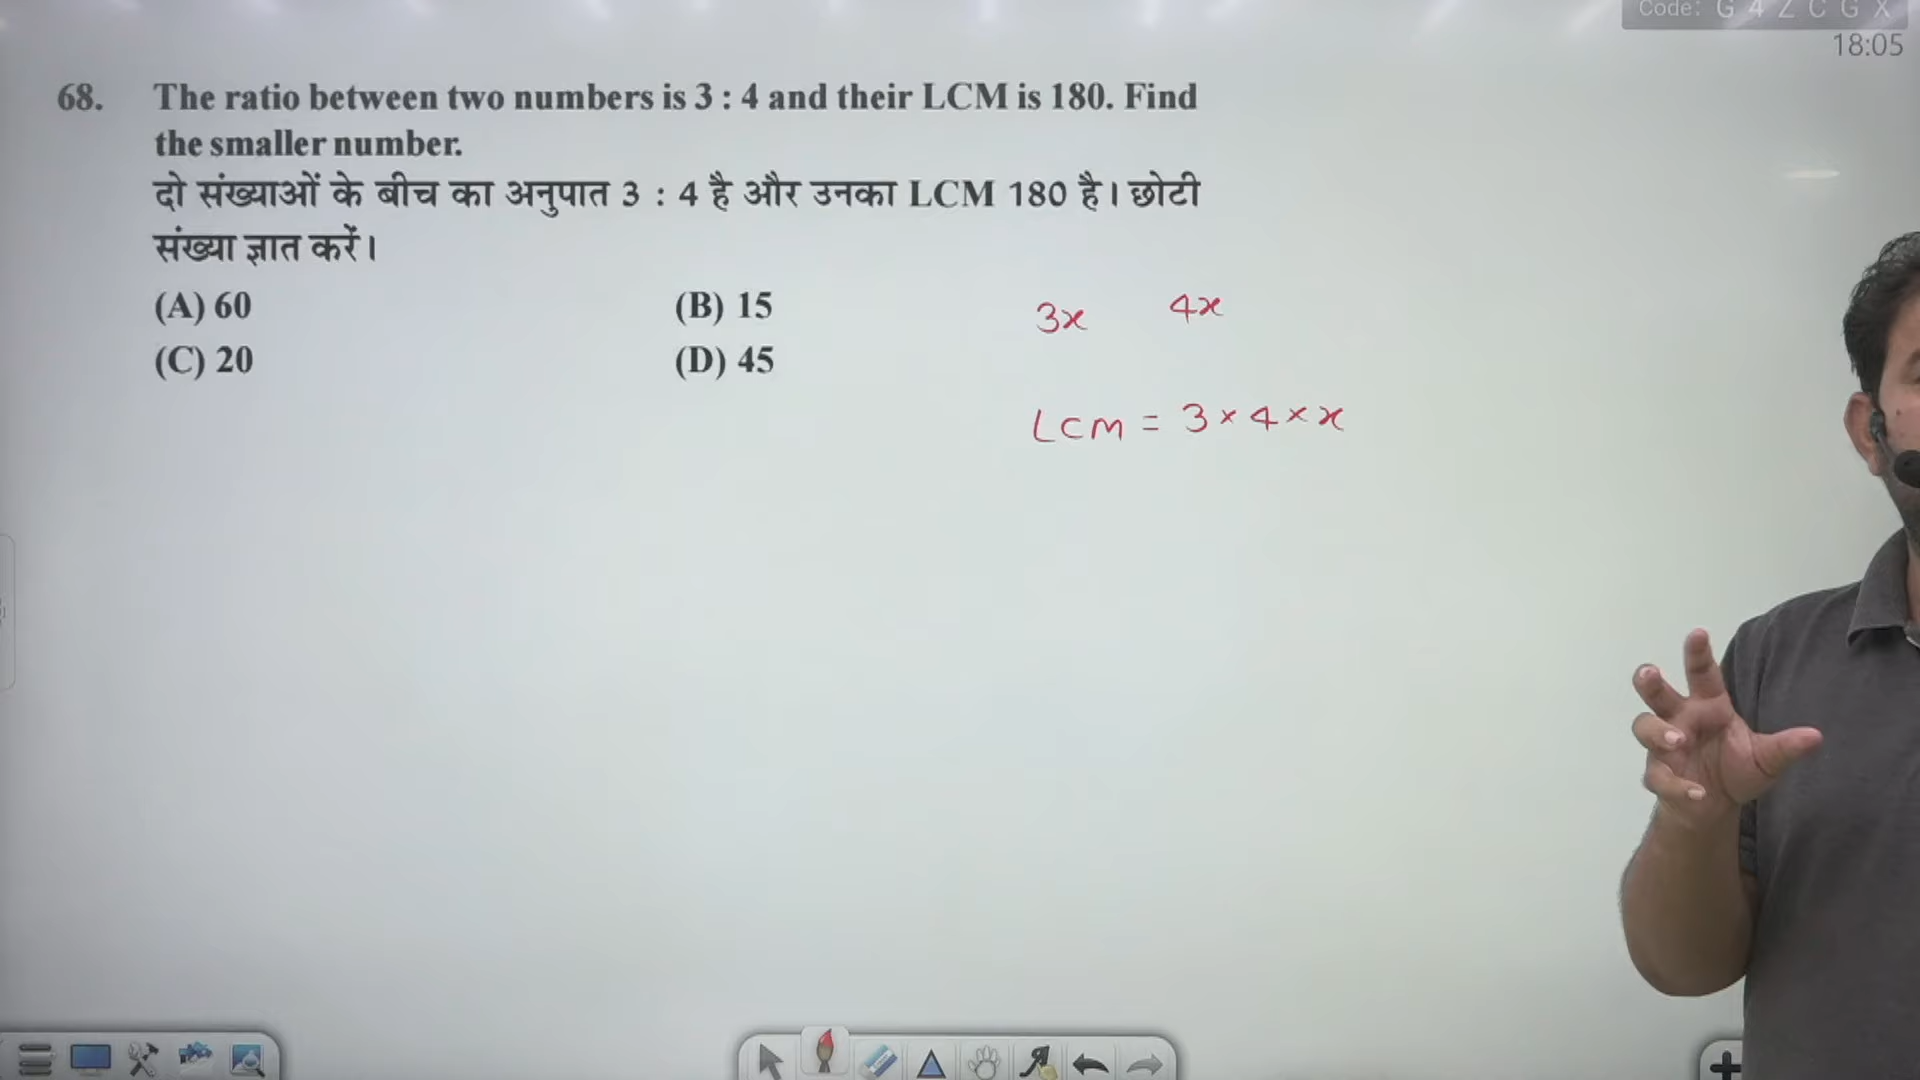 Code: G 4 Z C G X
18:05
68. The ratio between two numbers is 3 : 4 and their LCM is 180. Find
the smaller number.
दो संख्याओं के बीच का अनुपात 3 : 4 है और उनका LCM 180 है। छोटी
संख्या ज्ञात करें।
(A) 60 (B) 15
(C) 20 (D) 45
3x 4x
LCM = 3 × 4 × x